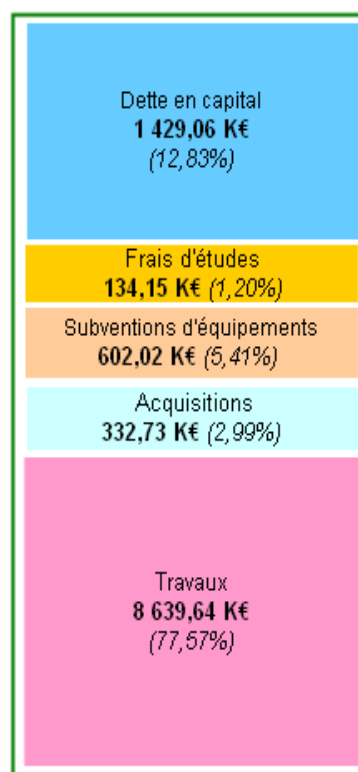 Dette en capital
1 429,06 K€
(12,83%)
Frais d'études
134,15 K€ (1,20%)
Subventions d'équipements
602,02 K€ (5,41%)
Acquisitions
332,73 K€ (2,99%)
Travaux
8 639,64 K€
(77,57%)